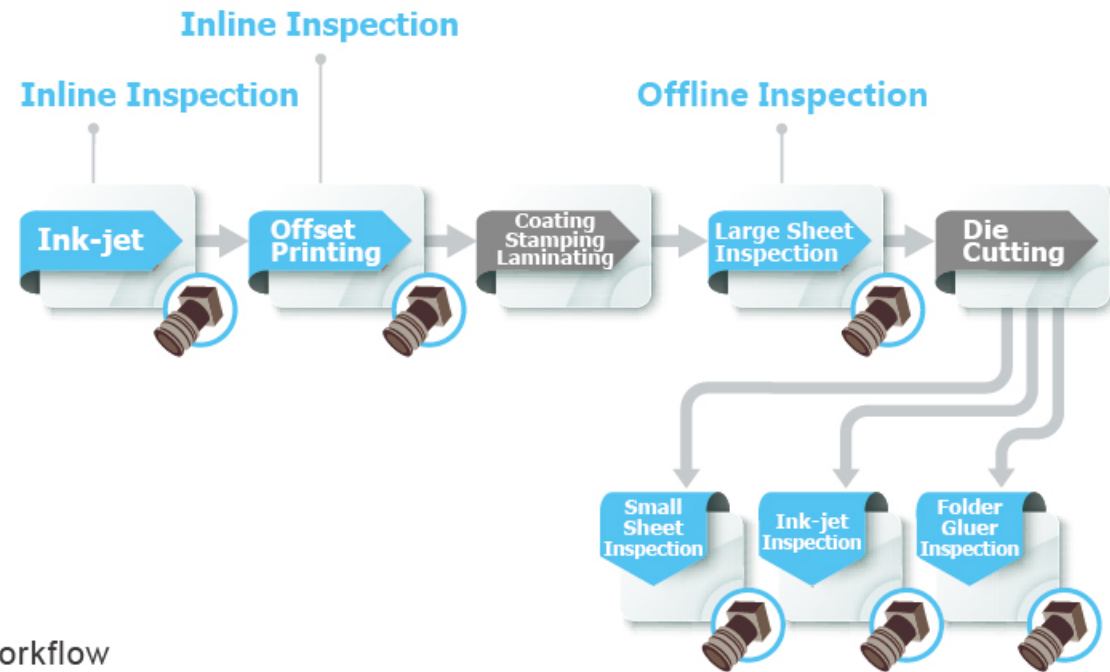 Inline Inspection
Inline Inspection
Offline Inspection
Ink-jet
Offset
Printing
Coating
Stamping
Laminating
Large Sheet
Inspection
Die
Cutting
Small
Sheet
Inspection
Ink-jet
Inspection
Folder
Gluer
Inspection
orkflow